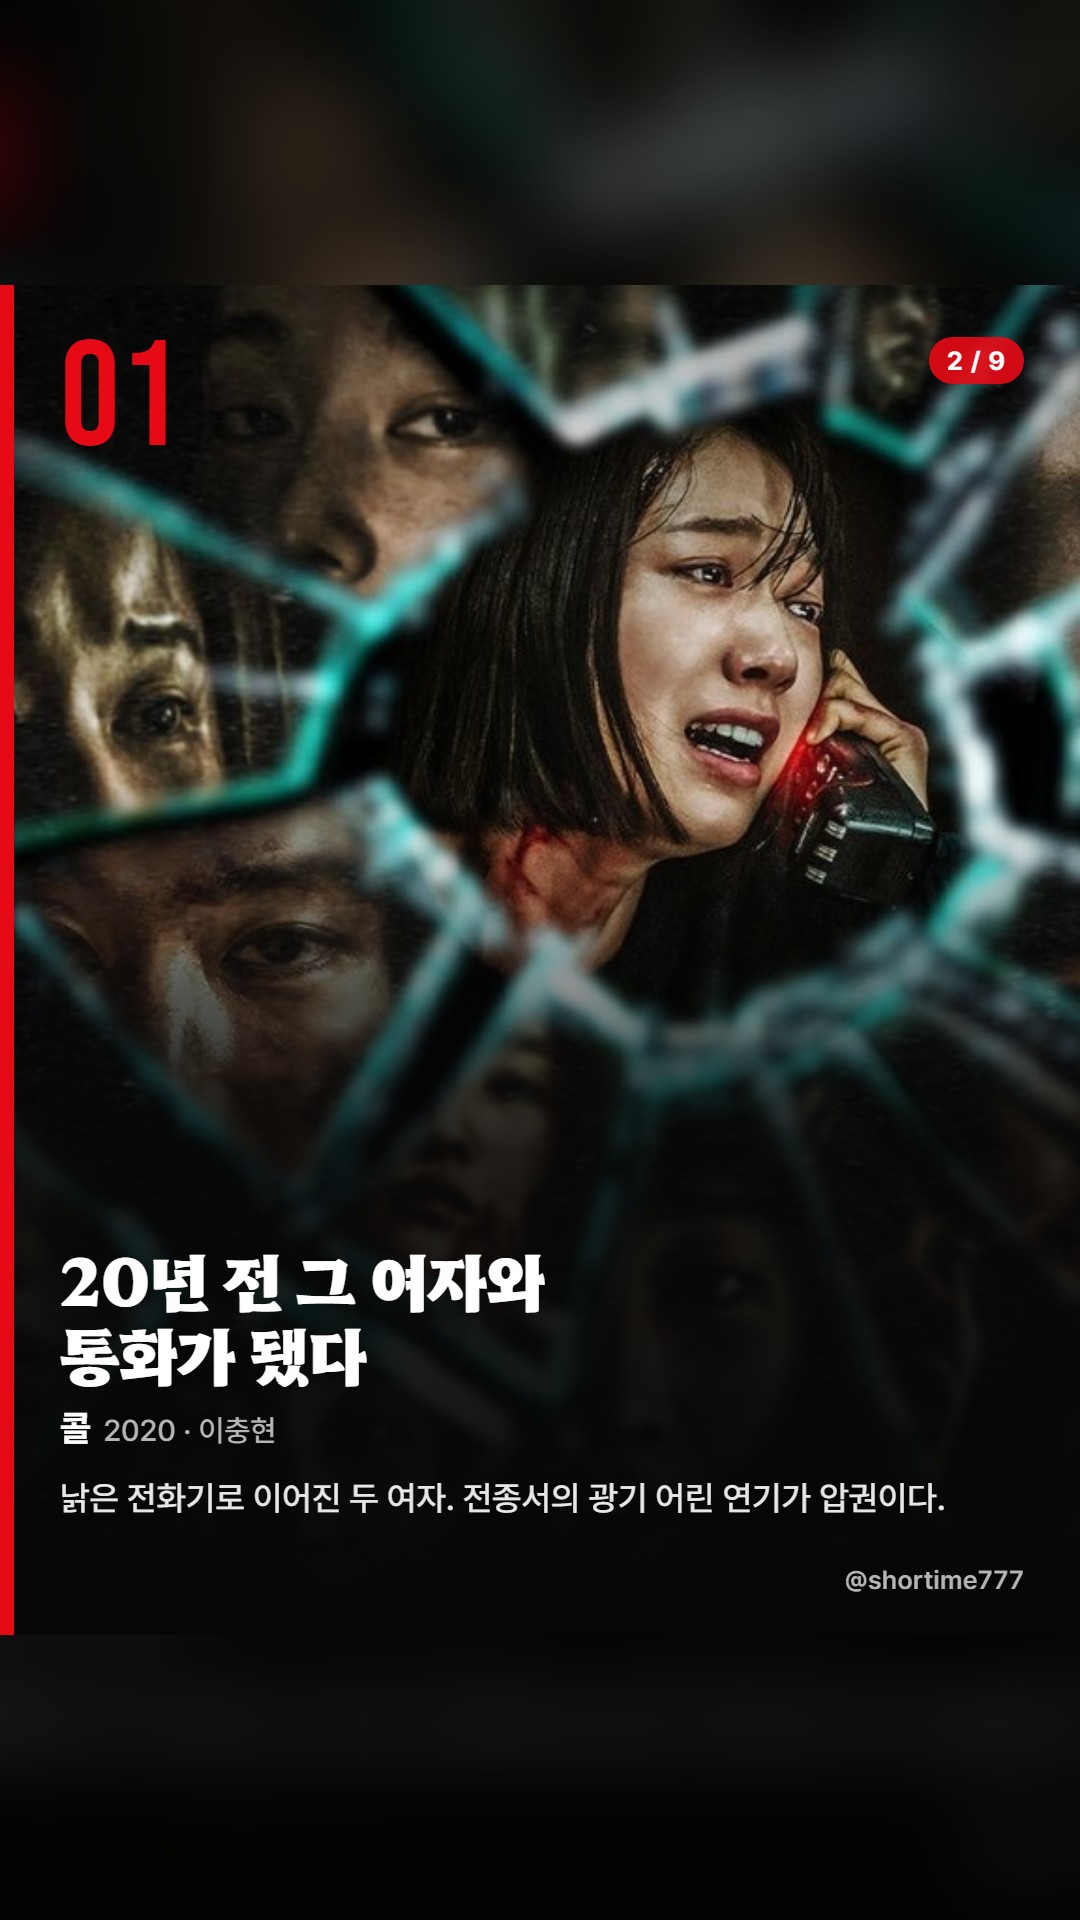 01
2 / 9
20년 전 그 여자와
통화가 됐다
콜 2020 · 이충현
낡은 전화기로 이어진 두 여자. 전종서의 광기 어린 연기가 압권이다.
@shortime777